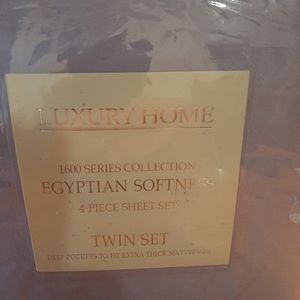 LUXURY HOME
1600 SERIES COLLECTION
EGYPTIAN SOFTNESS
4 PIECE SHEET SET
TWIN SET
DEEP POCKETS TO FIT EXTRA THICK MATTRESSES